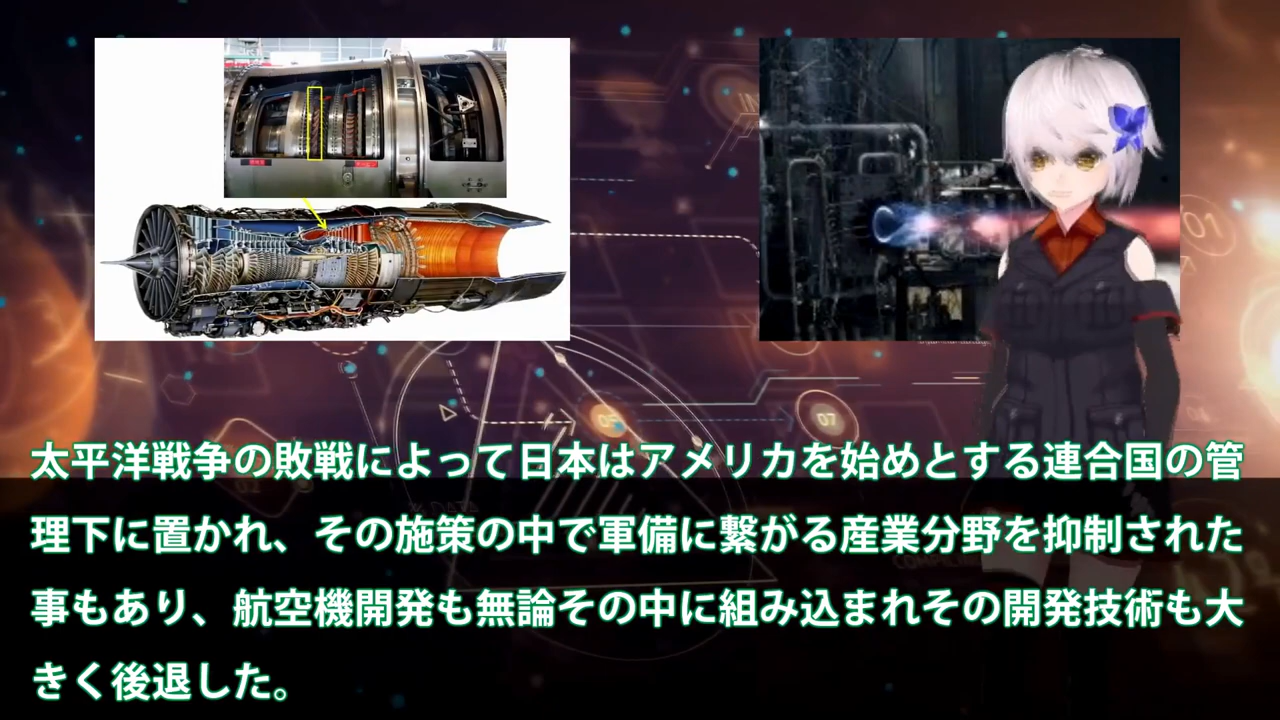 太平洋戦争の敗戦によって日本はアメリカを始めとする連合国の管
理下に置かれ、その施策の中で軍備に繋がる産業分野を抑制された
事もあり、航空機開発も無論その中に組み込まれその開発技術も大
きく後退した。
07